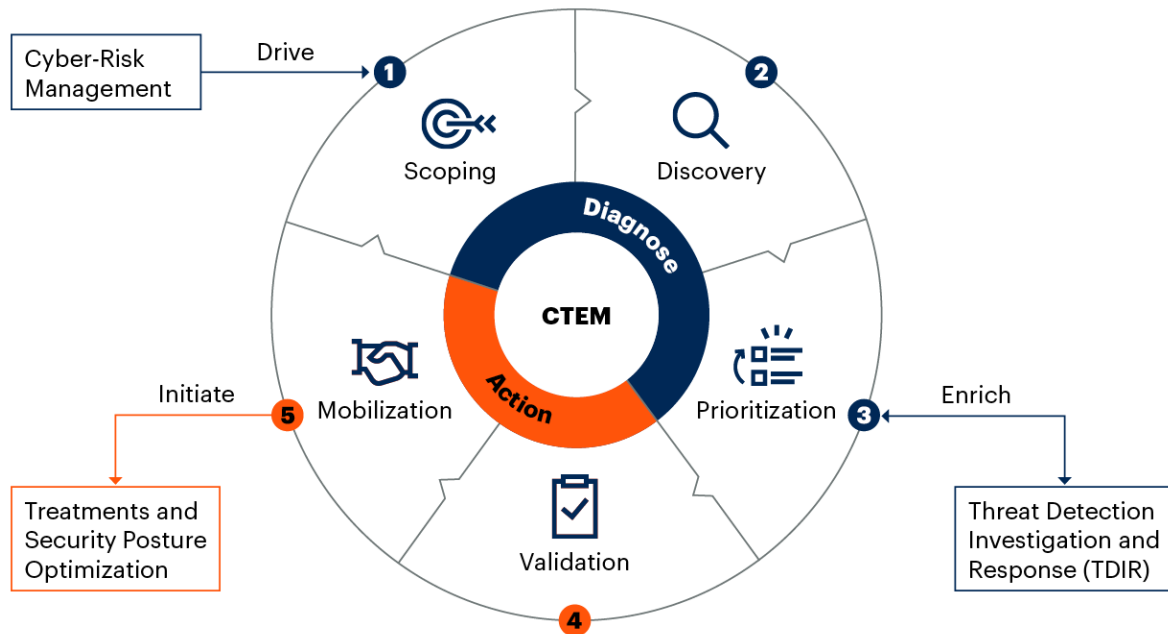 Cyber-Risk
Management
Drive
1
2
Scoping
Discovery
Diagnose
CTEM
Action
Mobilization
Prioritization
Initiate
5
3
Enrich
Treatments and
Security Posture
Optimization
Validation
Threat Detection
Investigation and
Response (TDIR)
4